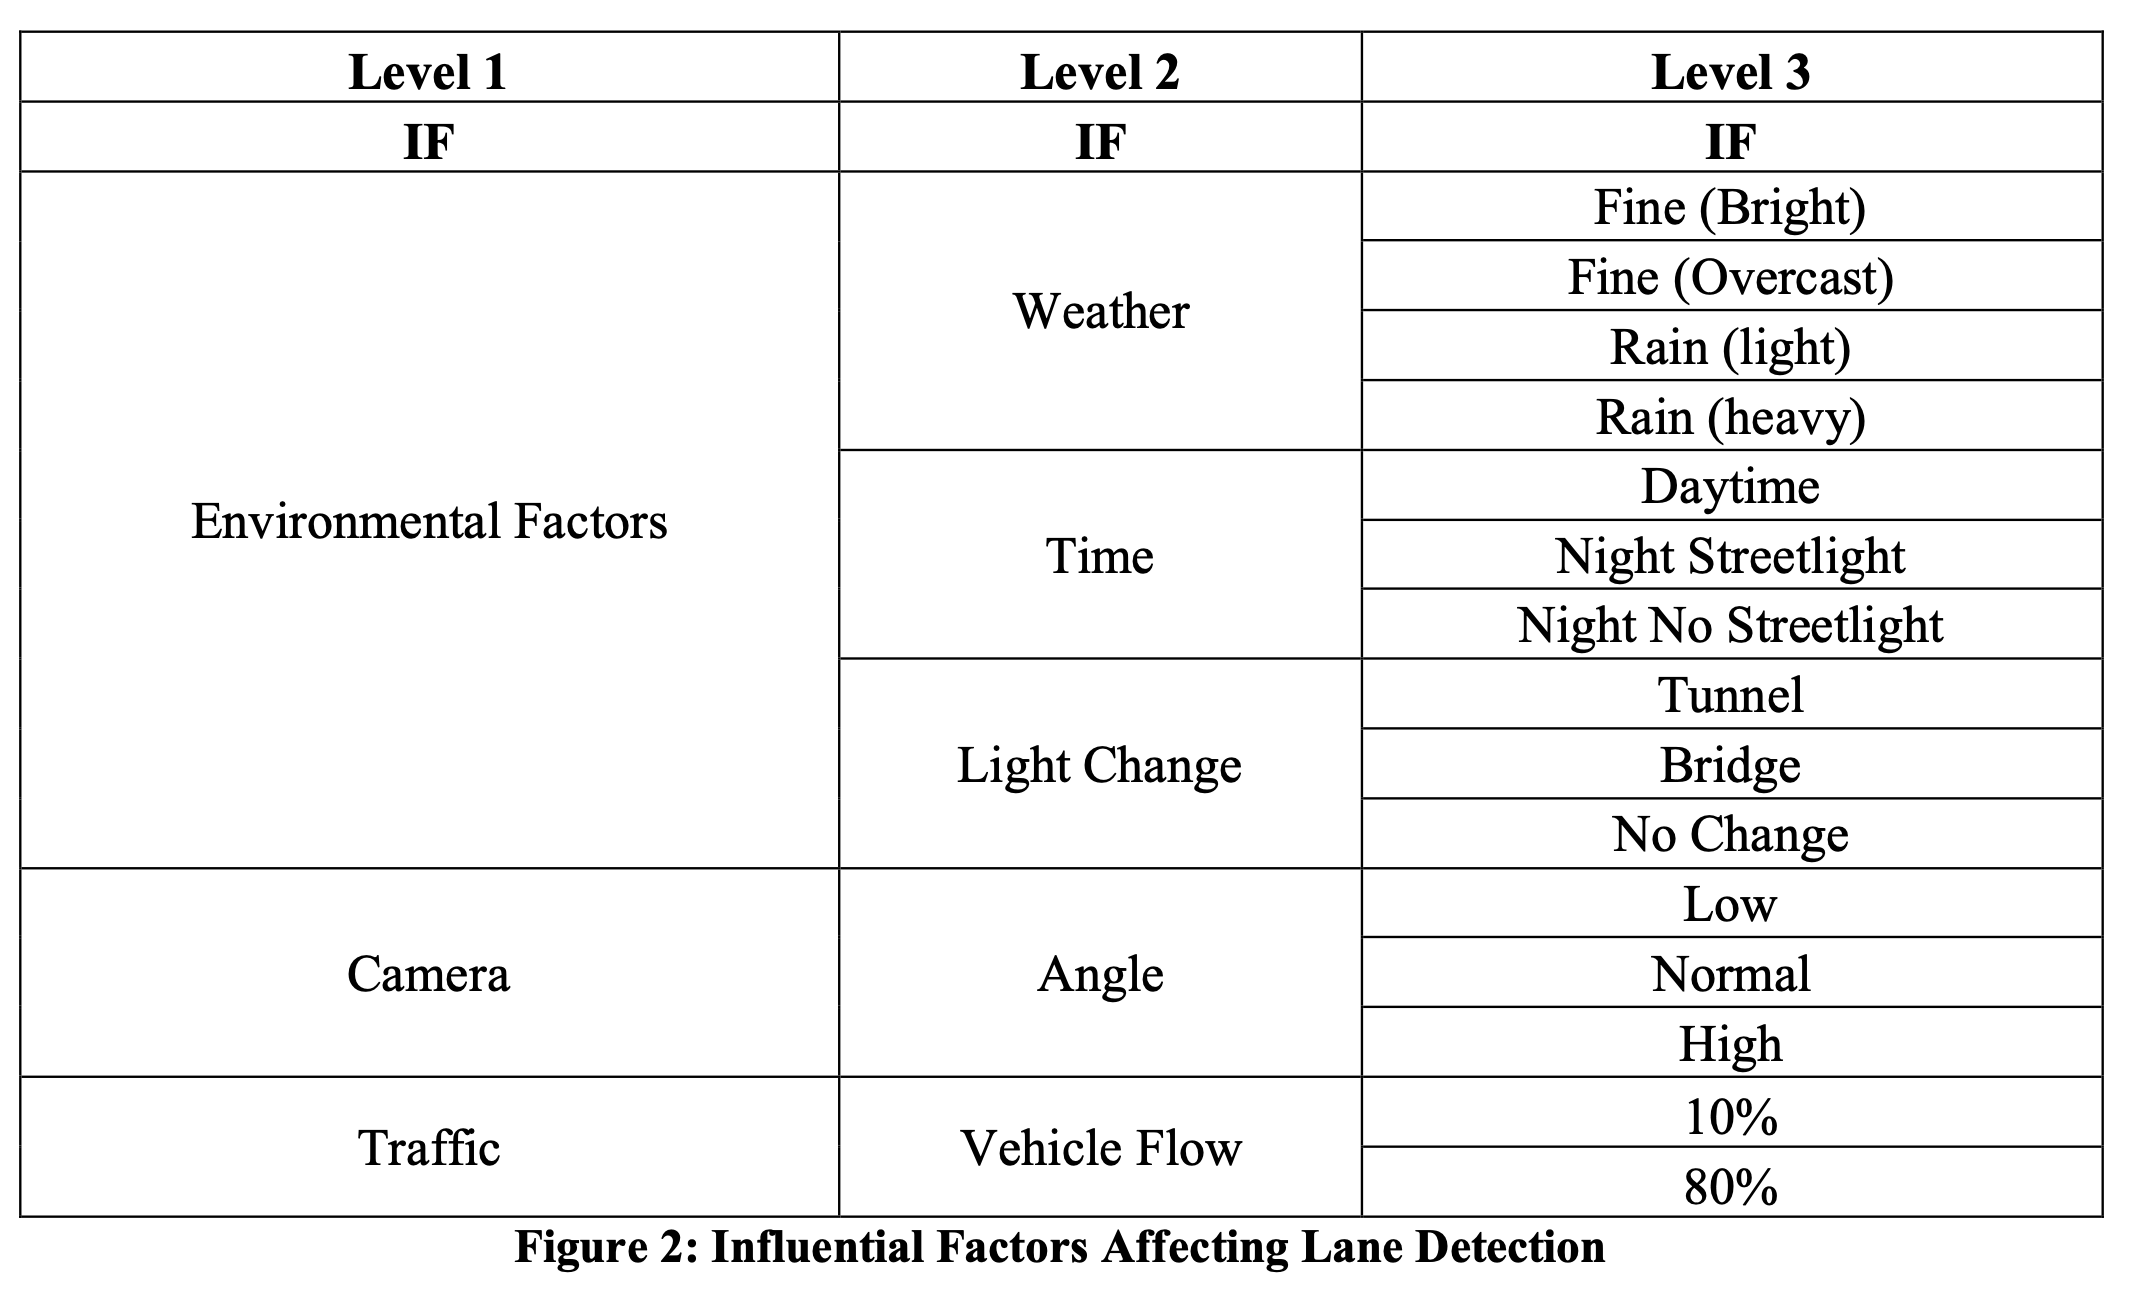 Level 1 Level 2 Level 3
IF IF IF
Environmental Factors
Weather
Fine (Bright)
Fine (Overcast)
Rain (light)
Rain (heavy)
Time
Daytime
Night Streetlight
Night No Streetlight
Light Change
Tunnel
Bridge
No Change
Camera
Angle
Low
Normal
High
Traffic
Vehicle Flow
10%
80%
Figure 2: Influential Factors Affecting Lane Detection